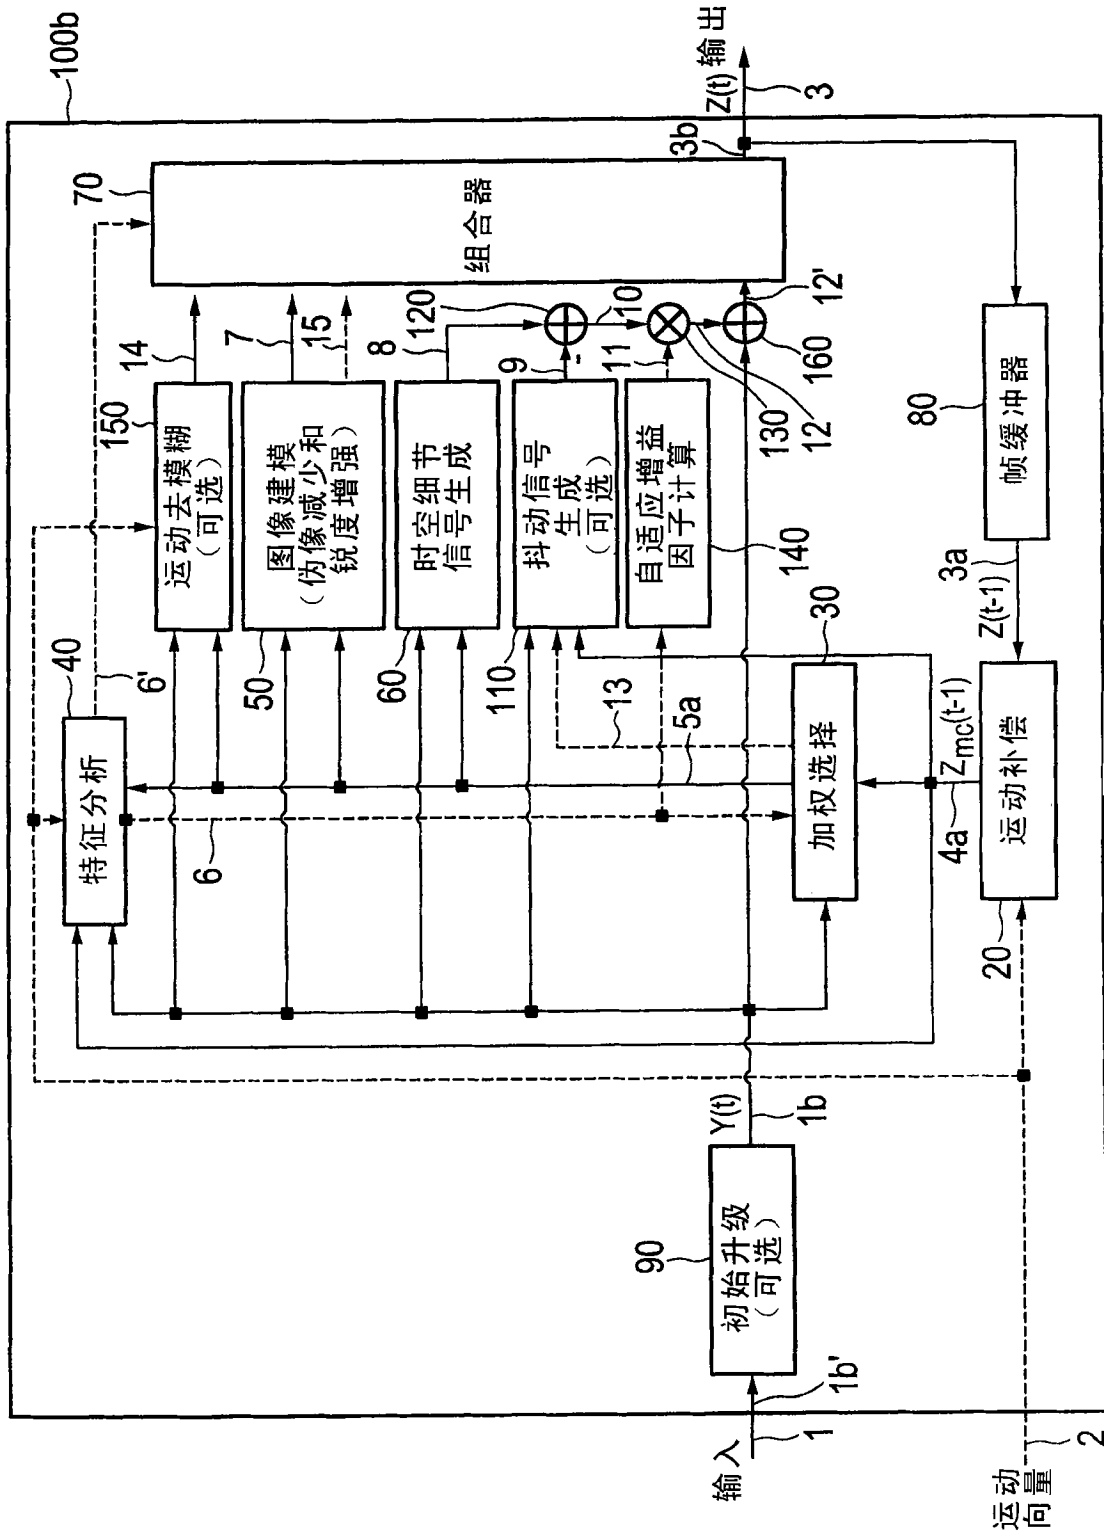 100b
70
组合器
40
特征分析
6'
6
150
运动去模糊
（可选）
14
50
图像建模
（伪像减少和
锐度增强）
7
15
60
时空细节
信号生成
8
120
110
抖动信号
生成
（可选）
9
-
10
自适应增益
因子计算
140
11
130
12
12'
160
3b
Z(t)
输出
3
13
5a
30
加权选择
80
帧缓冲器
3a
Z(t-1)
Zmc(t-1)
4a
20
运动补偿
90
初始升级
（可选）
Y(t)
1b
1b'
输入
1
运动
向量
2